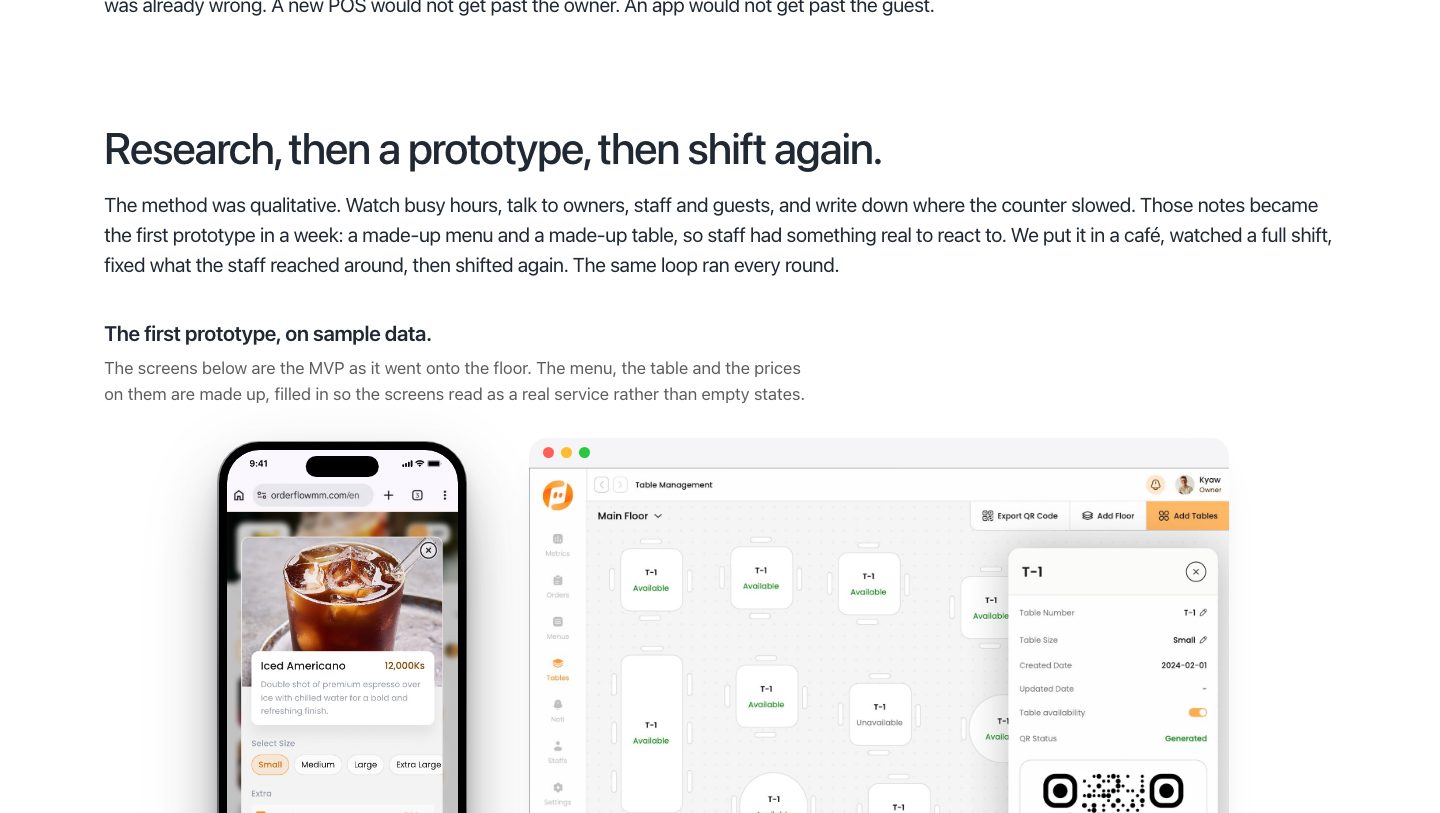 was already wrong. A new POS would not get past the owner. An app would not get past the guest.
Research, then a prototype, then shift again.
The method was qualitative. Watch busy hours, talk to owners, staff and guests, and write down where the counter slowed. Those notes became
the first prototype in a week: a made-up menu and a made-up table, so staff had something real to react to. We put it in a café, watched a full shift,
fixed what the staff reached around, then shifted again. The same loop ran every round.
The first prototype, on sample data.
The screens below are the MVP as it went onto the floor. The menu, the table and the prices
on them are made up, filled in so the screens read as a real service rather than empty states.
9:41
orderflowmm.com/en
5
Iced Americano 12,000Ks
Double shot of premium espresso over
ice with chilled water for a bold and
refreshing finish.
Select Size
Small Medium Large Extra Large
Extra
Table Management
Kyaw
Owner
Main Floor
Export QR Code Add Floor Add Tables
Metrics
Orders
Menus
Tables
Noti
Staffs
Settings
T-1
Available
T-1
Available
T-1
Available
T-1
Available
T-1
Available
T-1
Available
T-1
Unavailable
T-1
Availa
T-1
T-1
T-1
Table Number T-1
Table Size Small
Created Date 2024-02-01
Updated Date -
Table availability
QR Status Generated